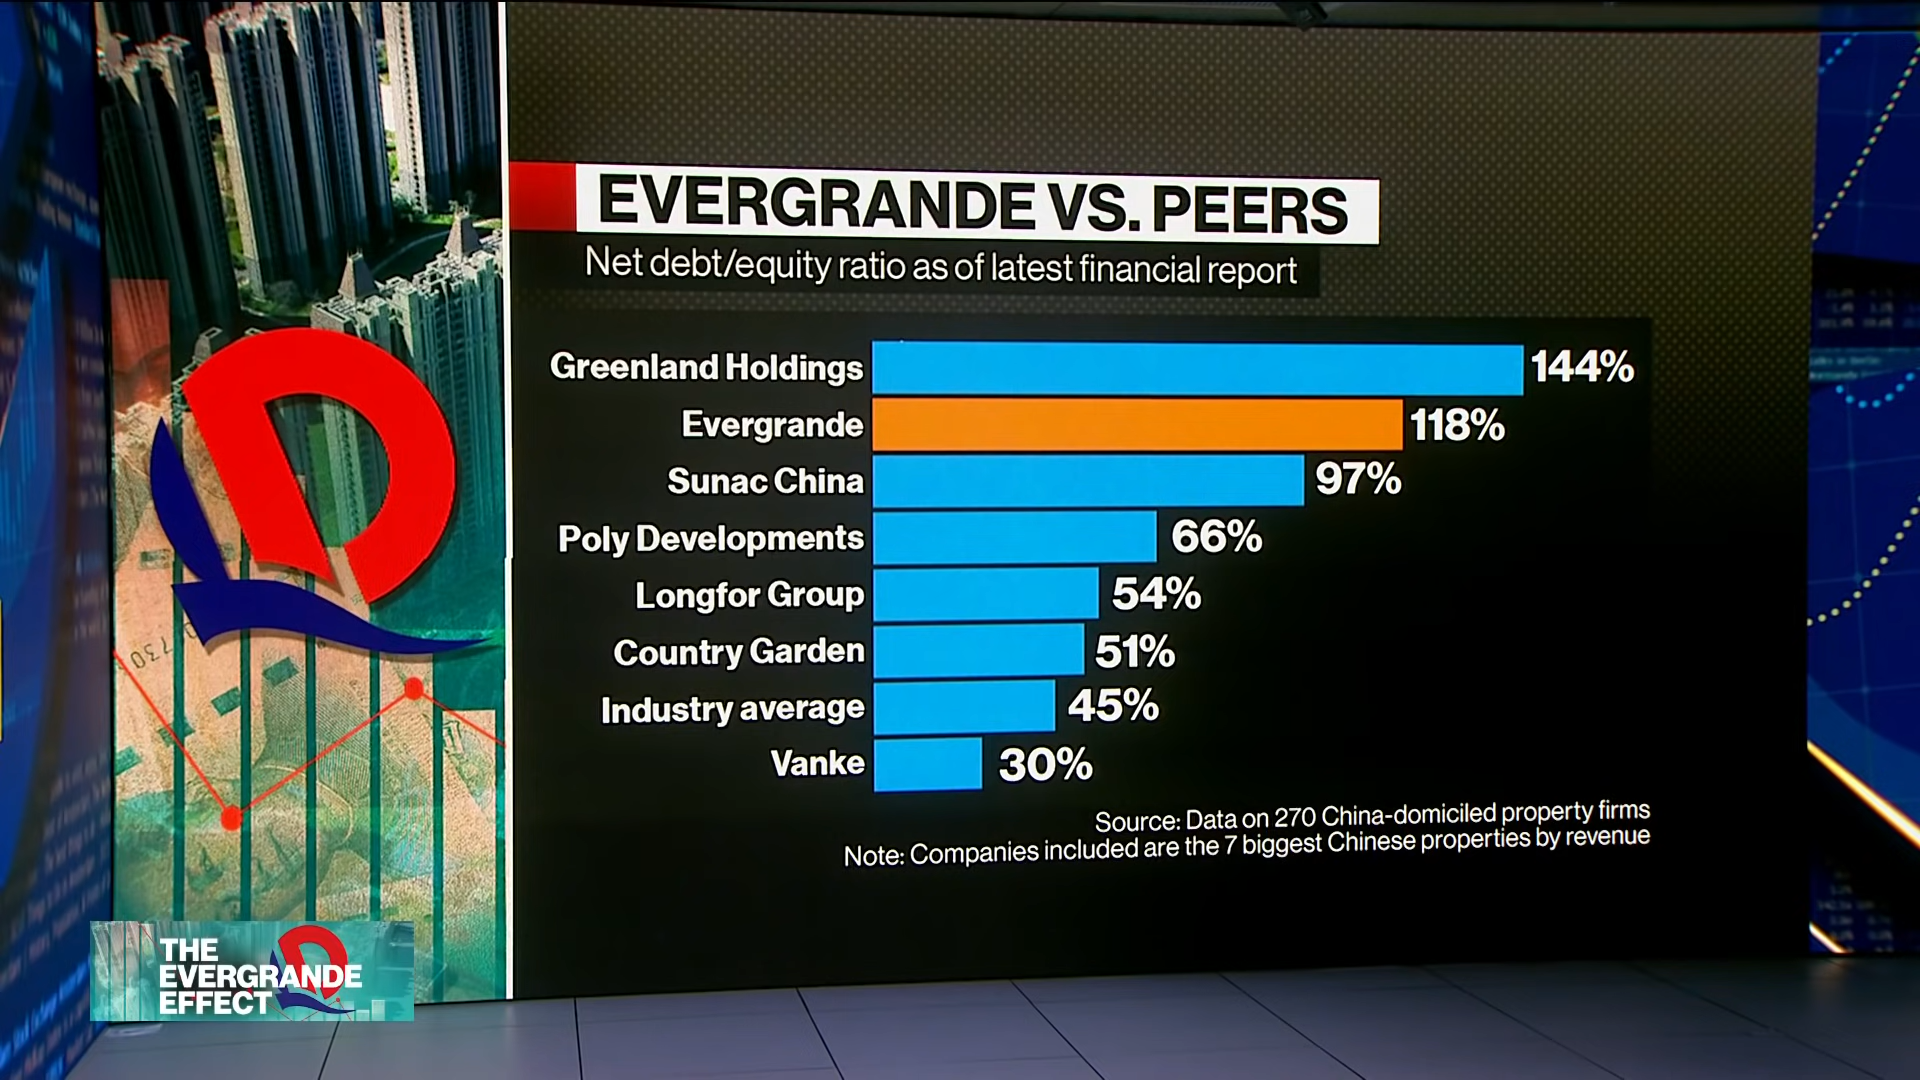 EVERGRANDE VS. PEERS
Net debt/equity ratio as of latest financial report
Greenland Holdings 144%
Evergrande 118%
Sunac China 97%
Poly Developments 66%
Longfor Group 54%
Country Garden 51%
Industry average 45%
Vanke 30%
Source: Data on 270 China-domiciled property firms
Note: Companies included are the 7 biggest Chinese properties by revenue
730
THE
EVERGRANDE
EFFECT